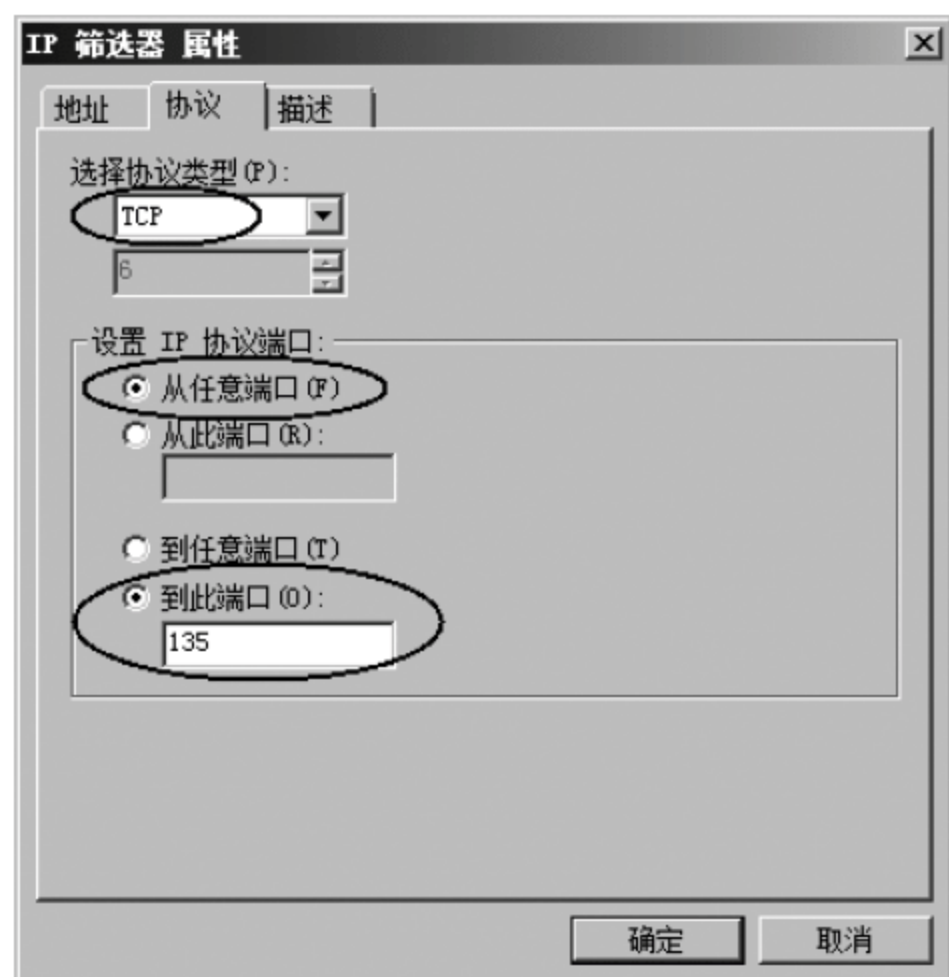 IP 筛选器 属性
地址 协议 描述
选择协议类型(P):
TCP
6
设置 IP 协议端口:
从任意端口(F)
从此端口(R):
到任意端口(T)
到此端口(O):
135
确定 取消